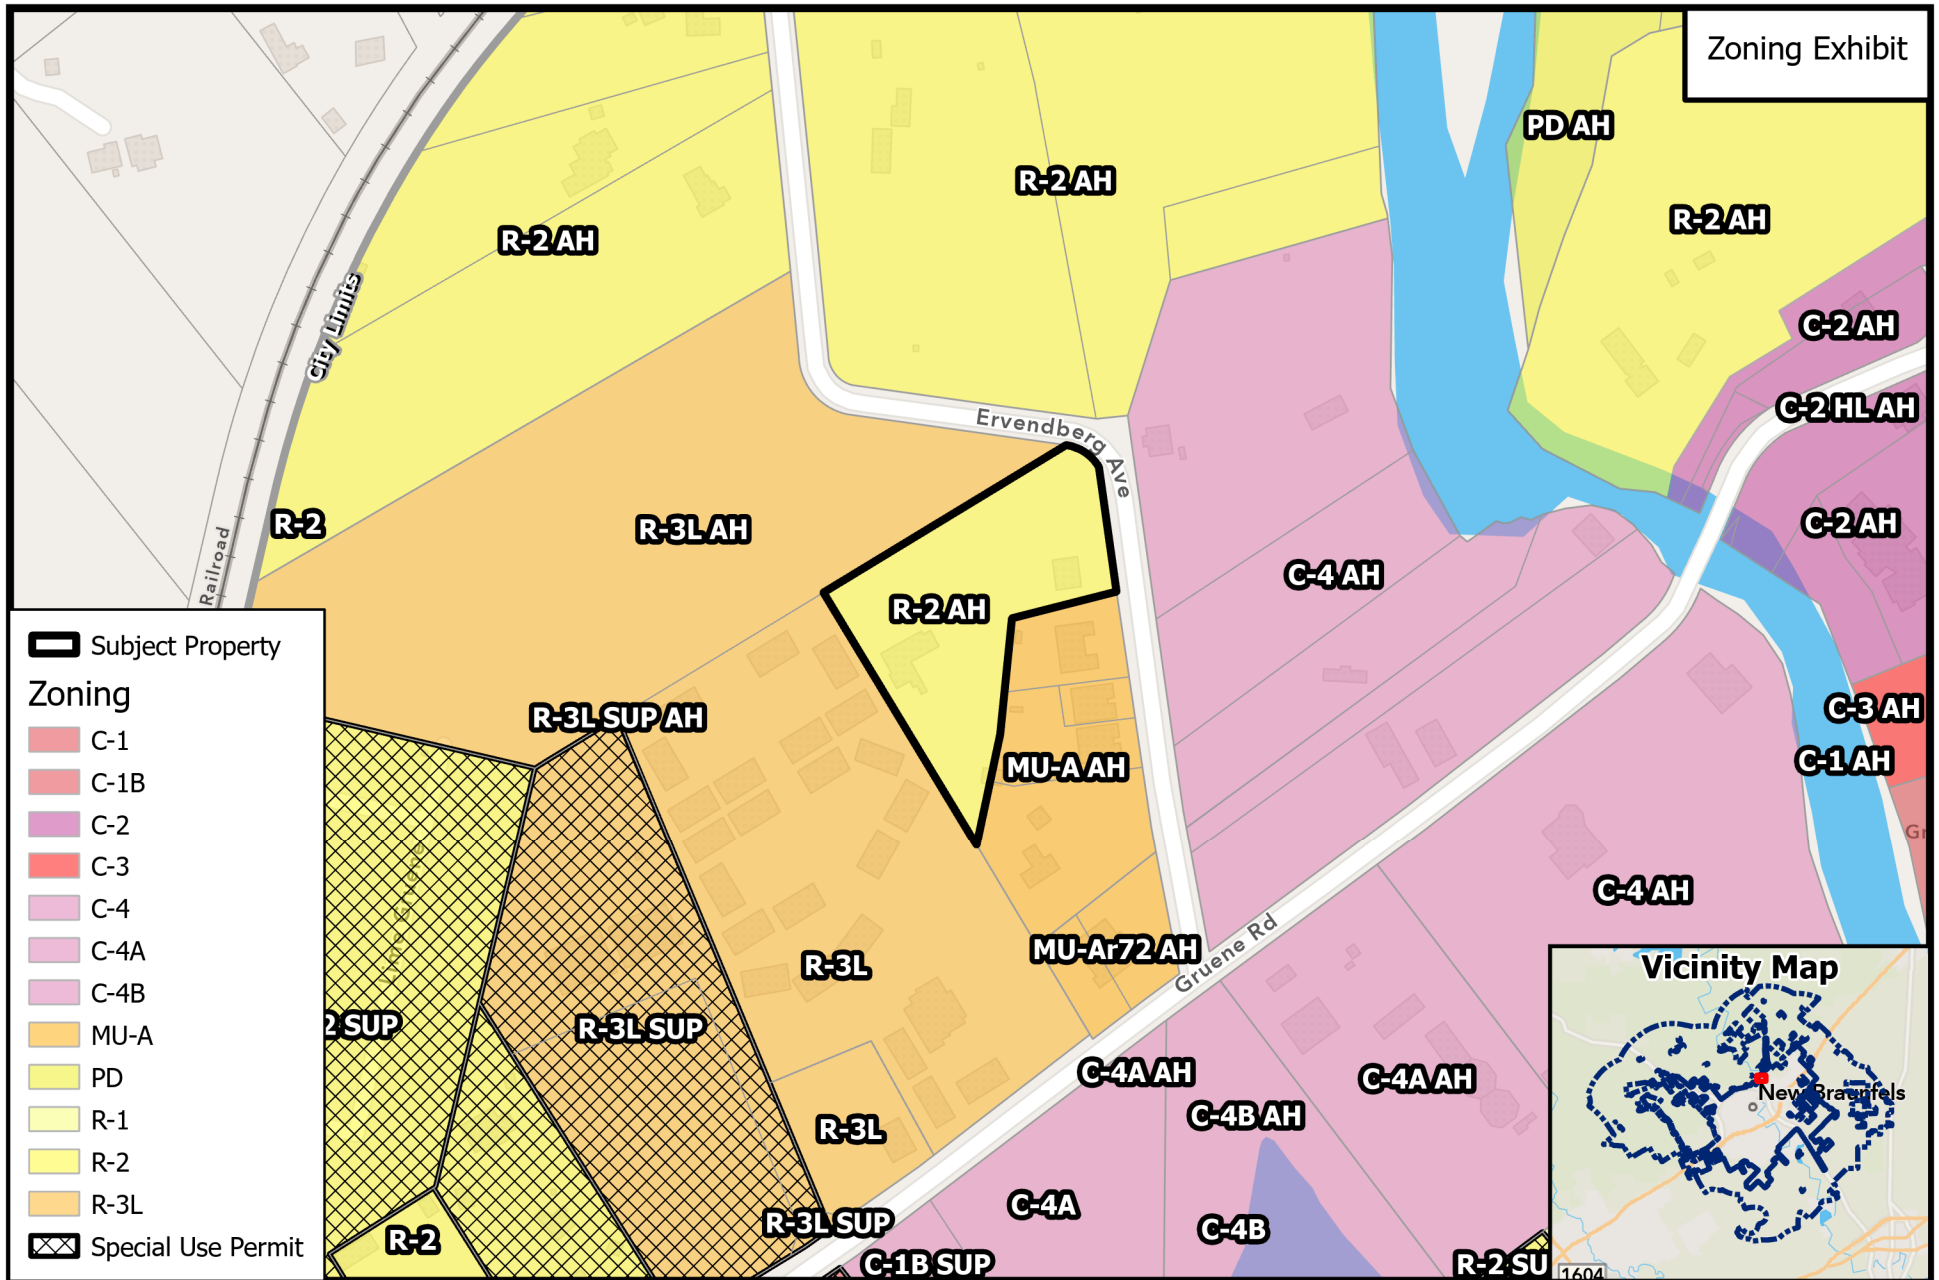 Zoning Exhibit
PD AH
R-2 AH
R-2 AH
R-2 AH
City Limits
C-2 AH
C-2 HL AH
Ervendberg Ave
R-2
R-3L AH
C-2 AH
Railroad
C-4 AH
R-2 AH
R-3L SUP AH
MU-A AH
C-3 AH
C-1 AH
Gr
Lime Gruene
C-4 AH
R-3L
MU-Ar72 AH
Gruene Rd
2 SUP
R-3L SUP
C-4A AH
C-4A AH
C-4B AH
R-3L
C-4A
R-3L SUP
C-4B
R-2
C-1B SUP
R-2 SU
Subject Property
Zoning
C-1
C-1B
C-2
C-3
C-4
C-4A
C-4B
MU-A
PD
R-1
R-2
R-3L
Special Use Permit
Vicinity Map
New Braunfels
1604